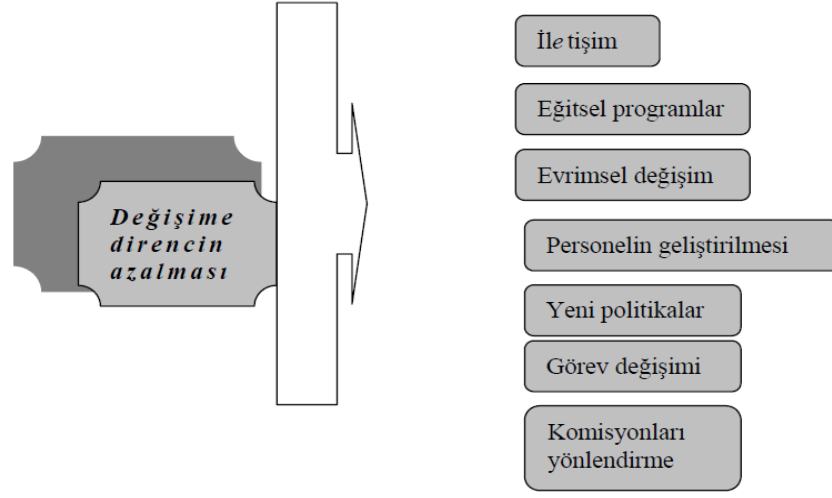 Değişime
direncin
azalması
İletişim
Eğitsel programlar
Evrimsel değişim
Personelin geliştirilmesi
Yeni politikalar
Görev değişimi
Komisyonları
yönlendirme